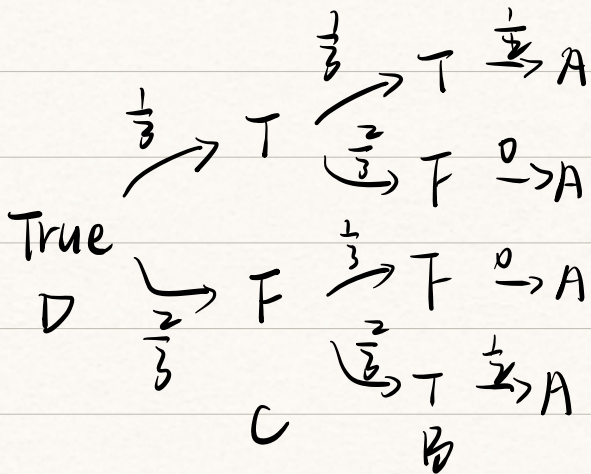 1/3 T 1/2 A
1/3 T
2/3 F 0 A
True
1/3 F 0 A
D F
2/3 2/3 T 1/2 A
C
B